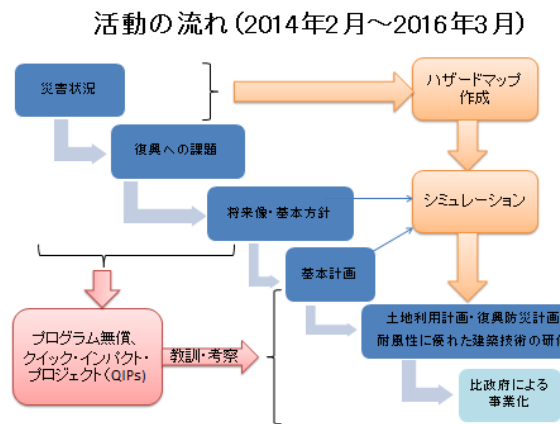 活動の流れ(2014年2月～2016年3月)
災害状況
ハザードマップ
作成
復興への課題
将来像・基本方針
シミュレーション
基本計画
プログラム無償、
クイック・インパクト・
プロジェクト(QIPs)
教訓・考察
土地利用計画・復興防災計画
耐風性に優れた建築技術の研修
比政府による
事業化